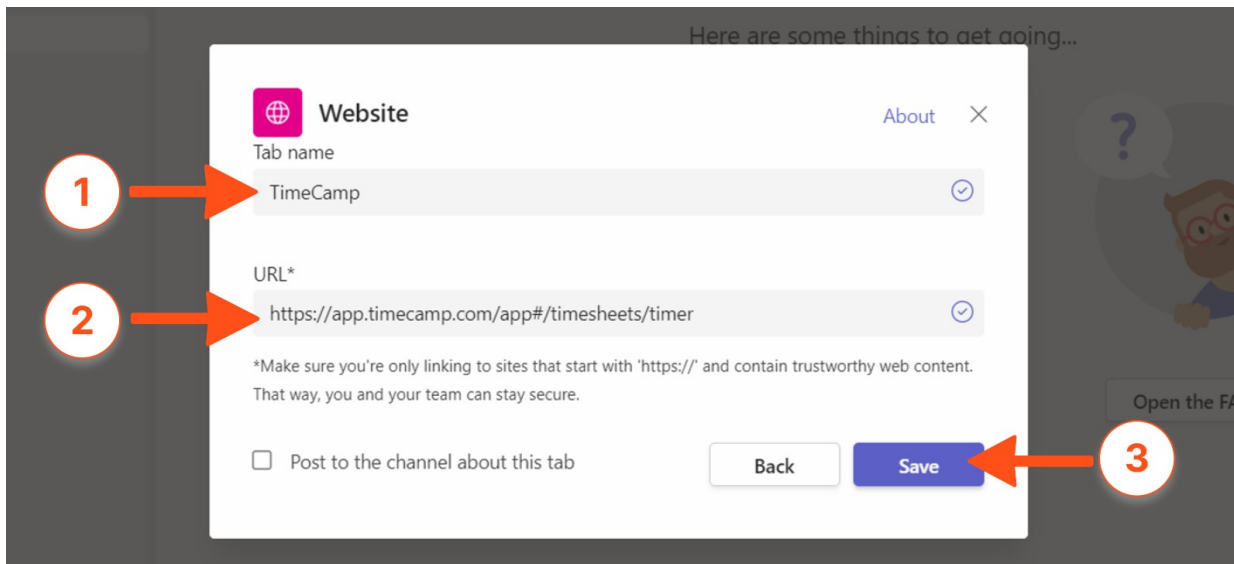 Here are some things to get going...
?
Website
About
Tab name
1
TimeCamp
URL*
2
https://app.timecamp.com/app#/timesheets/timer
*Make sure you're only linking to sites that start with 'https://' and contain trustworthy web content.
That way, you and your team can stay secure.
Open the FA
Post to the channel about this tab
Back
Save
3